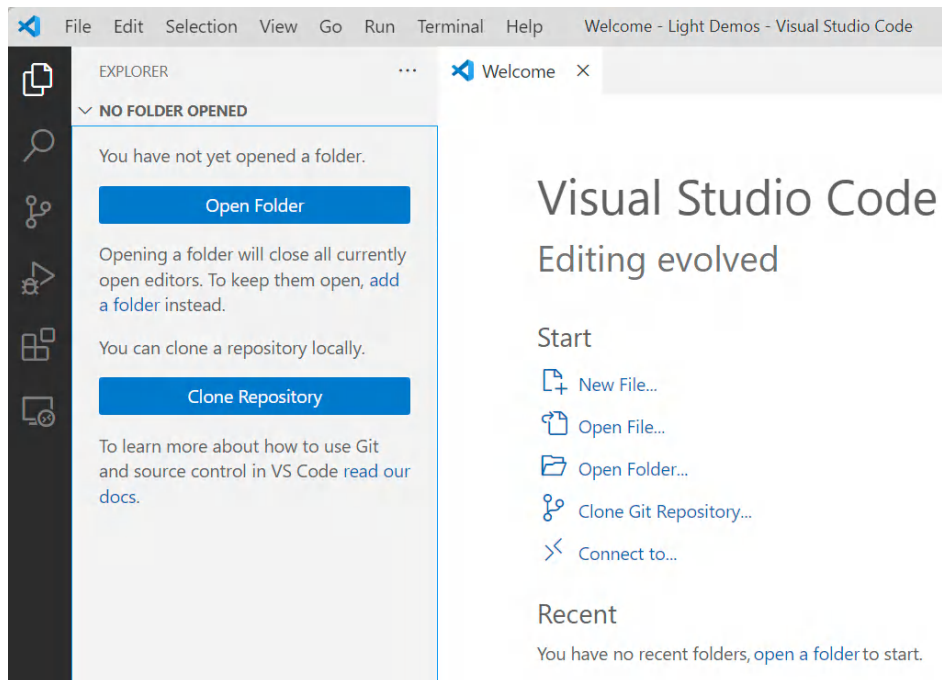 File Edit Selection View Go Run Terminal Help Welcome - Light Demos - Visual Studio Code
EXPLORER ···
NO FOLDER OPENED
You have not yet opened a folder.
Open Folder
Opening a folder will close all currently
open editors. To keep them open, add
a folder instead.
You can clone a repository locally.
Clone Repository
To learn more about how to use Git
and source control in VS Code read our
docs.
Welcome
Visual Studio Code
Editing evolved
Start
New File...
Open File...
Open Folder...
Clone Git Repository...
Connect to...
Recent
You have no recent folders, open a folder to start.